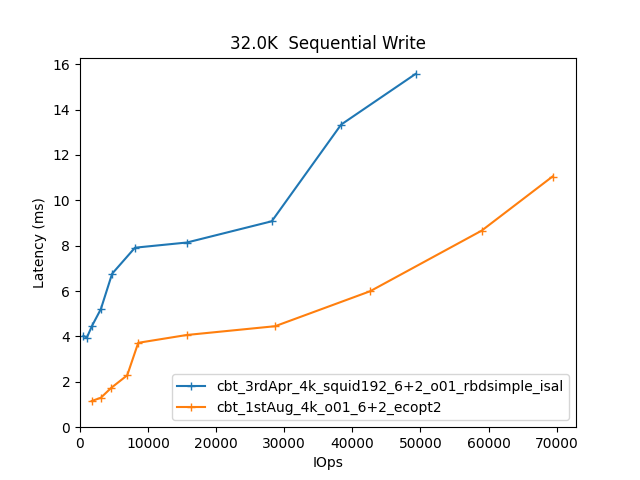 32.0K  Sequential Write
Latency (ms)
16
14
12
10
8
6
4
2
0
0 10000 20000 30000 40000 50000 60000 70000
IOps
cbt_3rdApr_4k_squid192_6+2_o01_rbdsimple_isal
cbt_1stAug_4k_o01_6+2_ecopt2